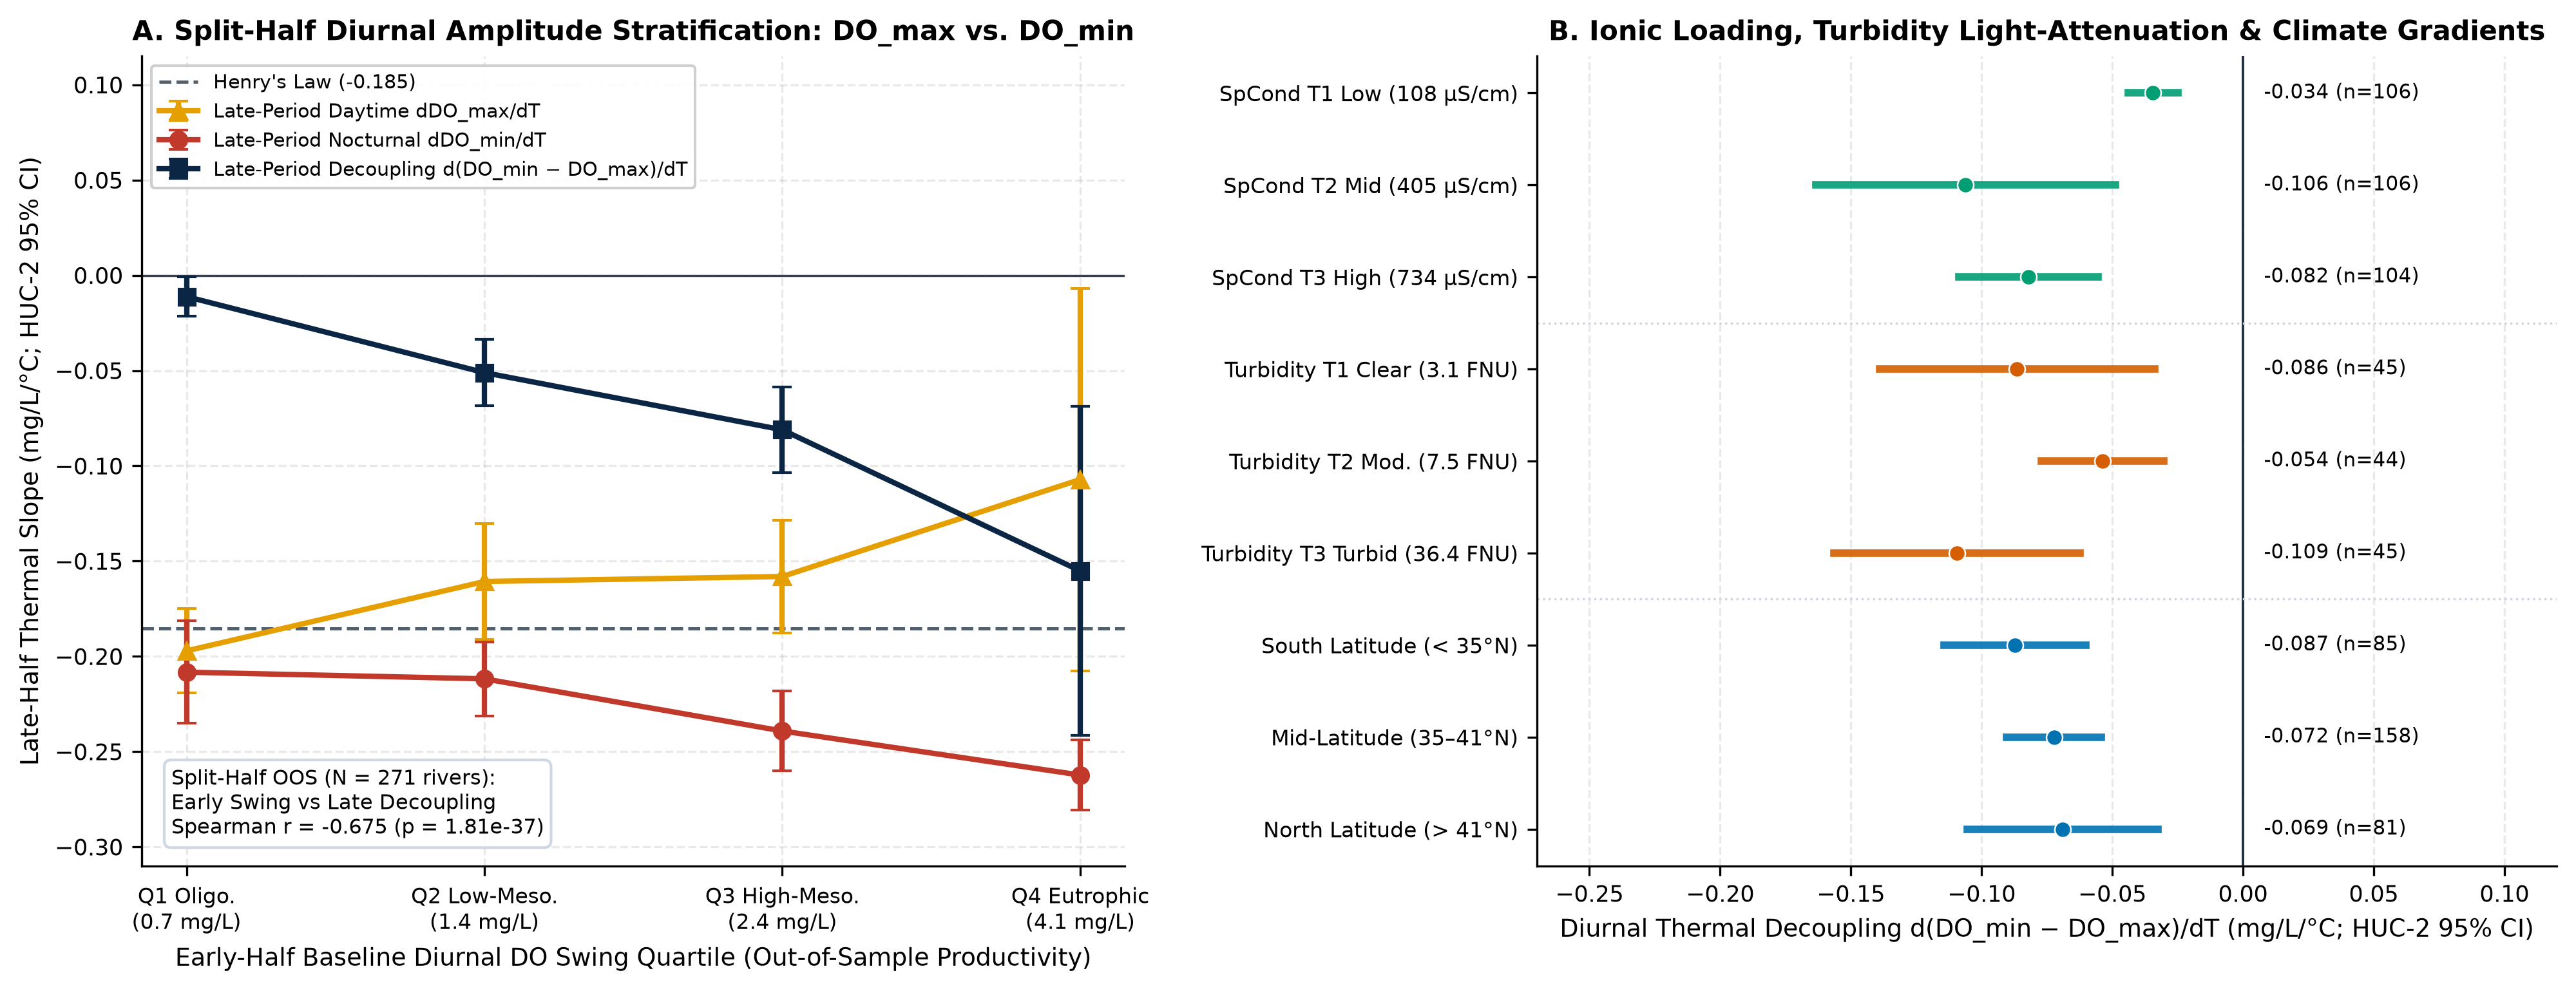 A. Split-Half Diurnal Amplitude Stratification: DO_max vs. DO_min
Late-Half Thermal Slope (mg/L/°C; HUC-2 95% CI)
0.10
0.05
0.00
−0.05
−0.10
−0.15
−0.20
−0.25
−0.30
Henry's Law (-0.185)
Late-Period Daytime dDO_max/dT
Late-Period Nocturnal dDO_min/dT
Late-Period Decoupling d(DO_min − DO_max)/dT
Split-Half OOS (N = 271 rivers):
Early Swing vs Late Decoupling
Spearman r = -0.675 (p = 1.81e-37)
Q1 Oligo.
(0.7 mg/L)
Q2 Low-Meso.
(1.4 mg/L)
Q3 High-Meso.
(2.4 mg/L)
Q4 Eutrophic
(4.1 mg/L)
Early-Half Baseline Diurnal DO Swing Quartile (Out-of-Sample Productivity)
B. Ionic Loading, Turbidity Light-Attenuation & Climate Gradients
SpCond T1 Low (108 µS/cm)
-0.034 (n=106)
SpCond T2 Mid (405 µS/cm)
-0.106 (n=106)
SpCond T3 High (734 µS/cm)
-0.082 (n=104)
Turbidity T1 Clear (3.1 FNU)
-0.086 (n=45)
Turbidity T2 Mod. (7.5 FNU)
-0.054 (n=44)
Turbidity T3 Turbid (36.4 FNU)
-0.109 (n=45)
South Latitude (< 35°N)
-0.087 (n=85)
Mid-Latitude (35–41°N)
-0.072 (n=158)
North Latitude (> 41°N)
-0.069 (n=81)
−0.25
−0.20
−0.15
−0.10
−0.05
0.00
0.05
0.10
Diurnal Thermal Decoupling d(DO_min − DO_max)/dT (mg/L/°C; HUC-2 95% CI)